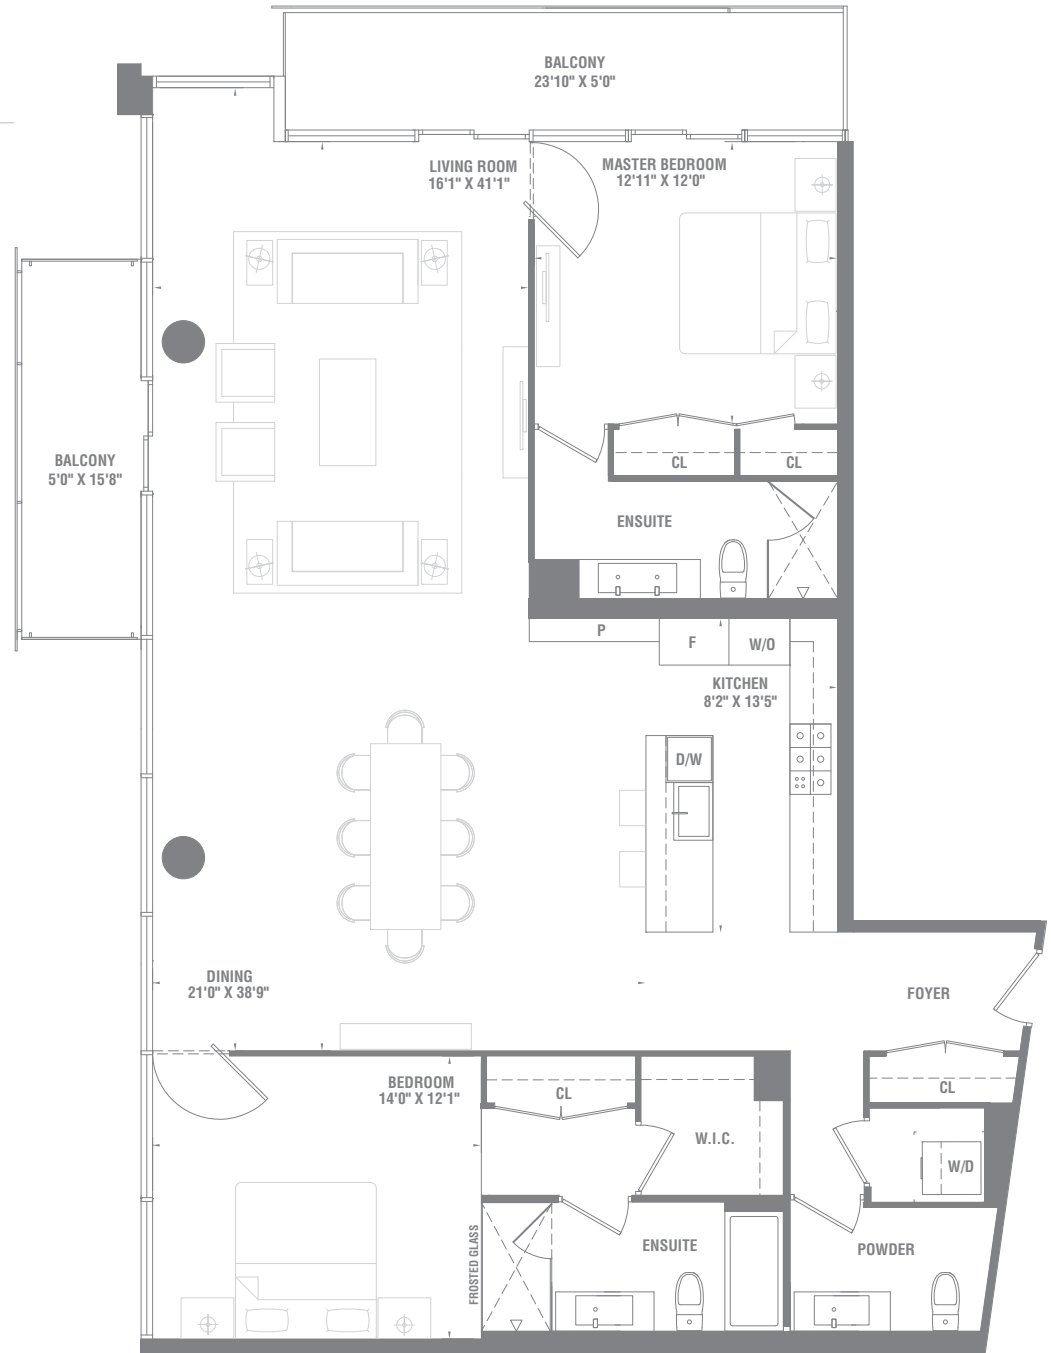 BALCONY
23'10" X 5'0"
LIVING ROOM
16'1" X 41'1"
MASTER BEDROOM
12'11" X 12'0"
BALCONY
5'0" X 15'8"
CL
CL
ENSUITE
P
F
W/O
KITCHEN
8'2" X 13'5"
D/W
DINING
21'0" X 38'9"
FOYER
BEDROOM
14'0" X 12'1"
CL
CL
W.I.C.
W/D
FROSTED GLASS
ENSUITE
POWDER